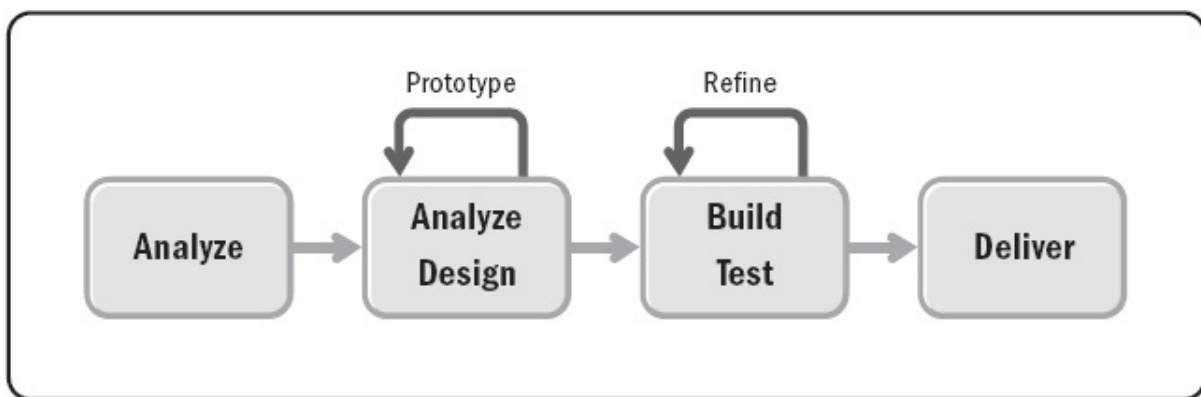 Prototype
Refine
Analyze
Analyze
Design
Build
Test
Deliver